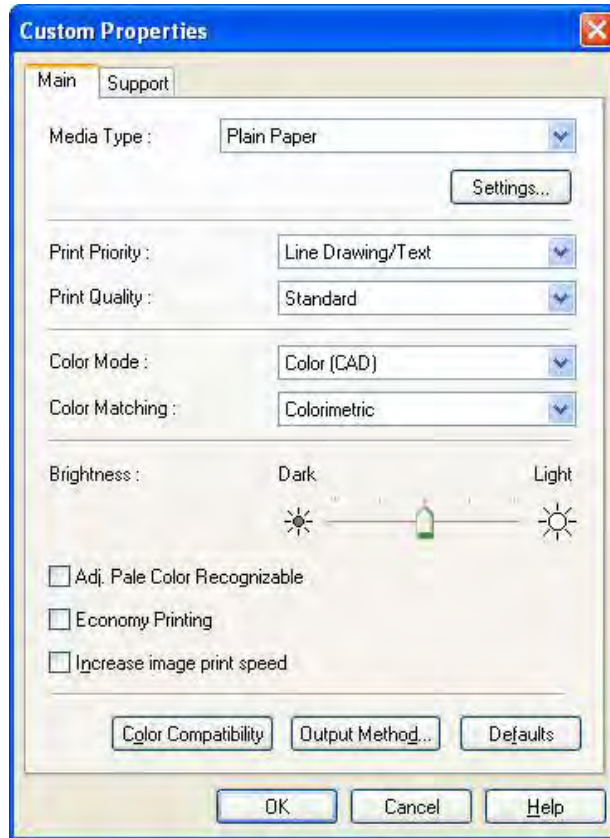 Custom Properties
Main Support
Media Type : Plain Paper
Settings...
Print Priority : Line Drawing/Text
Print Quality : Standard
Color Mode : Color (CAD)
Color Matching : Colorimetric
Brightness : Dark Light
Adj. Pale Color Recognizable
Economy Printing
Increase image print speed
Color Compatibility Output Method... Defaults
OK Cancel Help